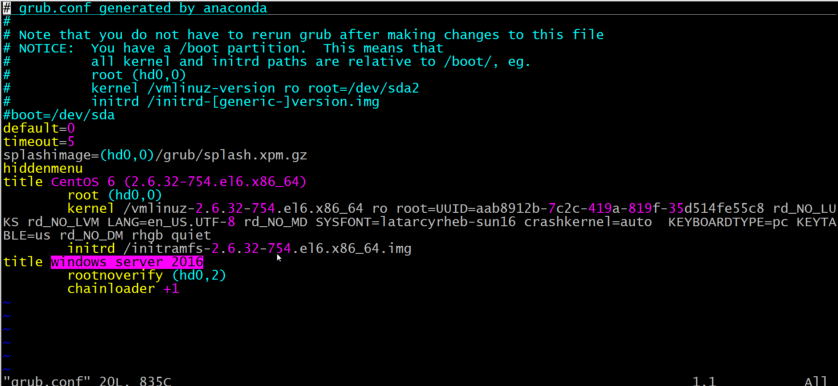 # grub.conf generated by anaconda
#
# Note that you do not have to rerun grub after making changes to this file
# NOTICE:  You have a /boot partition.  This means that
#          all kernel and initrd paths are relative to /boot/, eg.
#          root (hd0,0)
#          kernel /vmlinuz-version ro root=/dev/sda2
#          initrd /initrd-[generic-]version.img
#boot=/dev/sda
default=0
timeout=5
splashimage=(hd0,0)/grub/splash.xpm.gz
hiddenmenu
title CentOS 6 (2.6.32-754.el6.x86_64)
        root (hd0,0)
        kernel /vmlinuz-2.6.32-754.el6.x86_64 ro root=UUID=aab8912b-7c2c-419a-819f-35d514fe55c8 rd_NO_LU
KS rd_NO_LVM LANG=en_US.UTF-8 rd_NO_MD SYSFONT=latarcyrheb-sun16 crashkernel=auto  KEYBOARDTYPE=pc KEYTA
BLE=us rd_NO_DM rhgb quiet
        initrd /initramfs-2.6.32-754.el6.x86_64.img
title windows server 2016
        rootnoverify (hd0,2)
        chainloader +1
~
~
~
~
~
~
"grub.conf" 20L, 835C                                                                 1,1           All